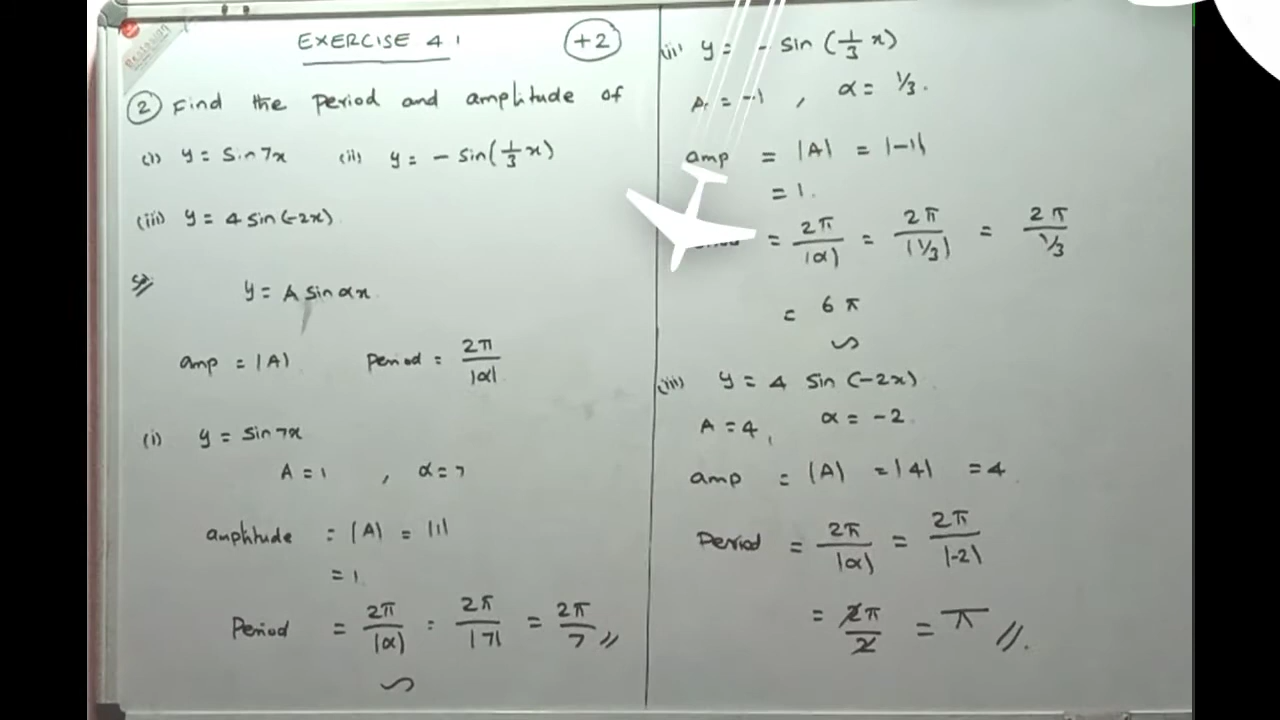 EXERCISE 4.1 (+2)
② Find the period and amplitude of
(i) y = sin 7x (ii) y = - sin(1/3 x)
(iii) y = 4 sin(-2x)
y = A sin αx
amp = |A| Period = 2π/|α|
(i) y = sin 7x
A = 1 , α = 7
amplitude = |A| = |1|
= 1
Period = 2π/|α| = 2π/|7| = 2π/7 //
(ii) y = - sin (1/3 x)
A = -1 , α = 1/3.
amp = |A| = |-1|
= 1.
= 2π/|α| = 2π/|1/3| = 2π/1/3
= 6π
(iii) y = 4 sin (-2x)
A = 4, α = -2
amp = |A| = |4| = 4
Period = 2π/|α| = 2π/|-2|
= 2π/2 = π //.